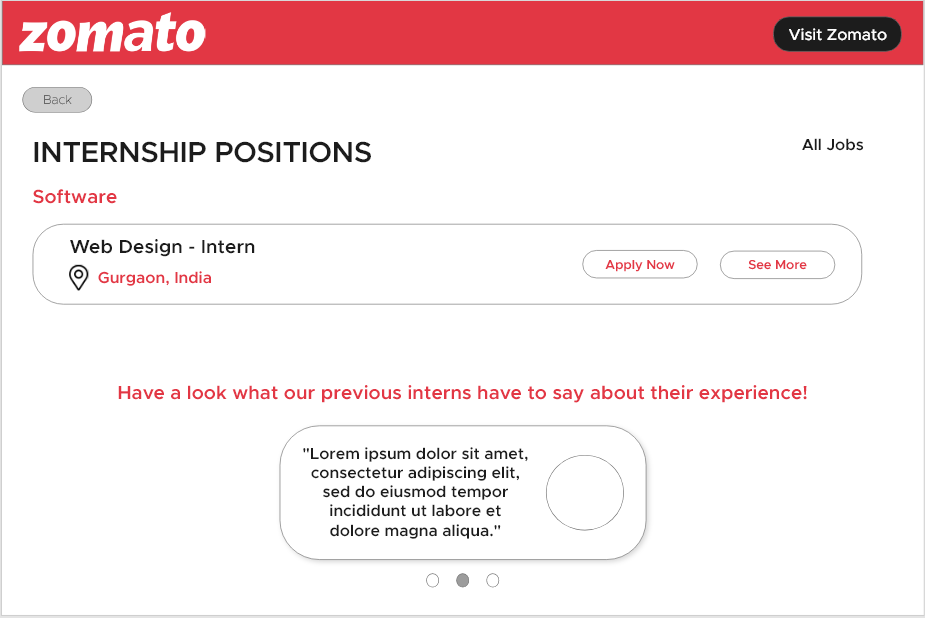 zomato
Visit Zomato
Back
INTERNSHIP POSITIONS
All Jobs
Software
Web Design - Intern
Gurgaon, India
Apply Now
See More
Have a look what our previous interns have to say about their experience!
"Lorem ipsum dolor sit amet,
consectetur adipiscing elit,
sed do eiusmod tempor
incididunt ut labore et
dolore magna aliqua."